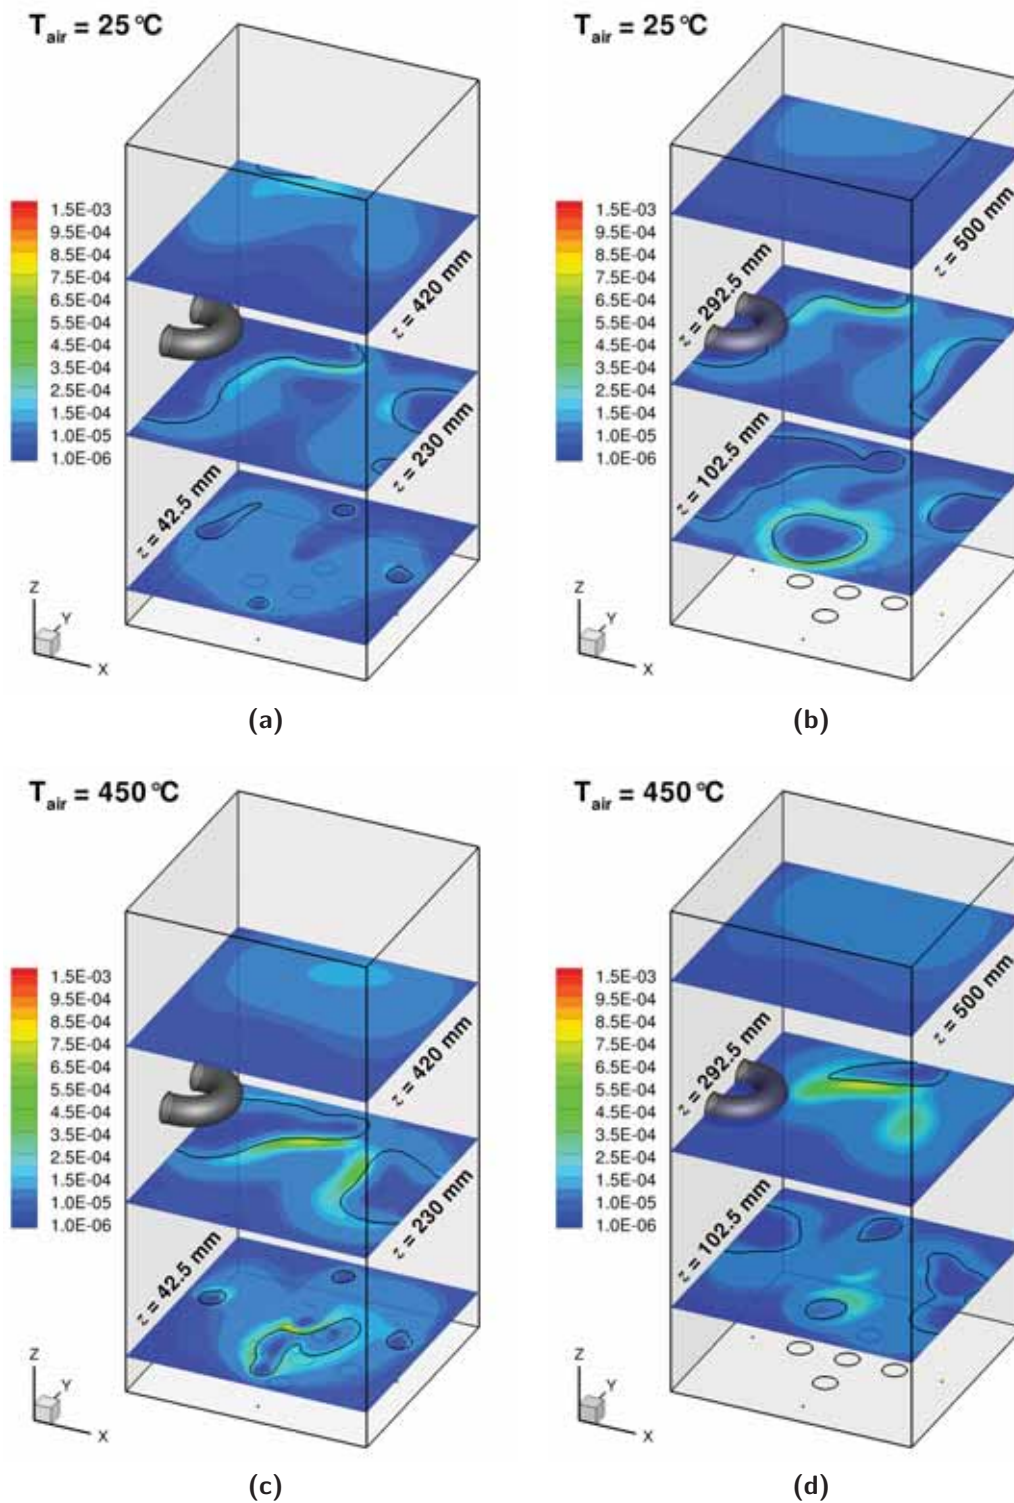 T_air = 25 °C
1.5E-03
9.5E-04
8.5E-04
7.5E-04
6.5E-04
5.5E-04
4.5E-04
3.5E-04
2.5E-04
1.5E-04
1.0E-05
1.0E-06
z = 420 mm
z = 230 mm
z = 42.5 mm
Z
Y
X
(a)
T_air = 25 °C
1.5E-03
9.5E-04
8.5E-04
7.5E-04
6.5E-04
5.5E-04
4.5E-04
3.5E-04
2.5E-04
1.5E-04
1.0E-05
1.0E-06
z = 500 mm
z = 292.5 mm
z = 102.5 mm
Z
Y
X
(b)
T_air = 450 °C
1.5E-03
9.5E-04
8.5E-04
7.5E-04
6.5E-04
5.5E-04
4.5E-04
3.5E-04
2.5E-04
1.5E-04
1.0E-05
1.0E-06
z = 420 mm
z = 230 mm
z = 42.5 mm
Z
Y
X
(c)
T_air = 450 °C
1.5E-03
9.5E-04
8.5E-04
7.5E-04
6.5E-04
5.5E-04
4.5E-04
3.5E-04
2.5E-04
1.5E-04
1.0E-05
1.0E-06
z = 500 mm
z = 292.5 mm
z = 102.5 mm
Z
Y
X
(d)